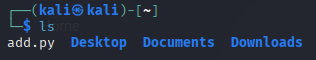 ┌──(kali㉿kali)-[~]
└─$ ls
add.py  Desktop  Documents  Downloads